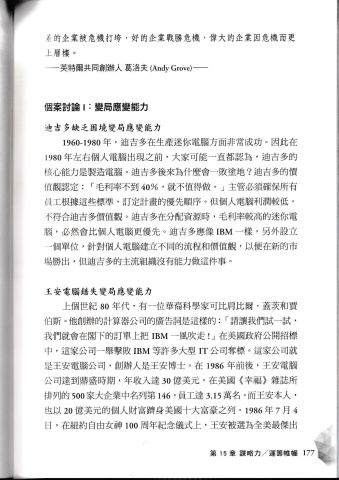 差的企業被危機打垮，好的企業戰勝危機，偉大的企業因危機而更
上層樓。
——英特爾共同創辦人 葛洛夫 (Andy Grove)——
個案討論 I：變局應變能力
迪吉多缺乏困境變局應變能力
1960-1980 年，迪吉多在生產迷你電腦方面非常成功。因此在
1980 年左右個人電腦出現之前，大家可能一直都認為，迪吉多的
核心能力是製造電腦。迪吉多後來為什麼會一敗塗地？迪吉多的價
值觀認定：「毛利率不到 40%，就不值得做。」主管必須確保所有
員工根據這些標準，訂定計畫的優先順序。但個人電腦利潤較低，
不符合迪吉多價值觀。迪吉多在分配資源時，毛利率較高的迷你電
腦，必然會比個人電腦更優先。迪吉多應像 IBM 一樣，另外設立
一個單位，針對個人電腦建立不同的流程和價值觀，以便在新的市
場勝出，但迪吉多的主流組織沒有能力做這件事。
王安電腦錯失變局應變能力
上個世紀 80 年代，有一位華裔科學家可比肩比爾．蓋茨和賈
伯斯。他創辦的計算器公司的廣告詞是這樣的：「請讓我們試一試，
我們就會在閣下的訂單上把 IBM 一風吹走！」在美國政府公開招標
中，這家公司一舉擊敗 IBM 等許多大型 IT 公司奪標。這家公司就
是王安電腦公司，創辦人是王安博士。在 1986 年前後，王安電腦
公司達到鼎盛時期，年收入達 30 億美元，在美國《幸福》雜誌所
排列的 500 家大企業中名列第 146，員工達 3.15 萬名，而王安本人，
也以 20 億美元的個人財富躋身美國十大富豪之列。1986 年 7 月 4
日，在紐約自由女神 100 周年紀念儀式上，王安被選為全美最傑出
第 15 章 謀略力／運籌帷幄 177